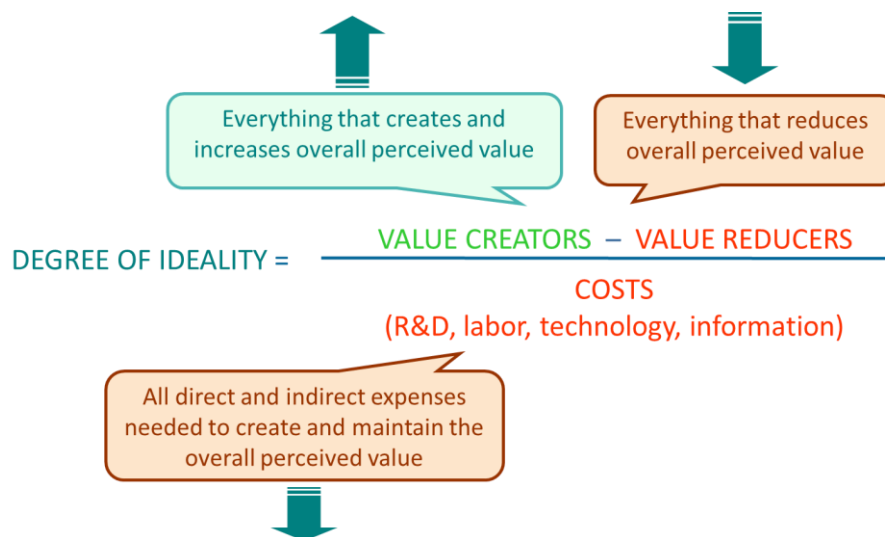 Everything that creates and
increases overall perceived value
Everything that reduces
overall perceived value
DEGREE OF IDEALITY =
VALUE CREATORS – VALUE REDUCERS
COSTS
(R&D, labor, technology, information)
All direct and indirect expenses
needed to create and maintain the
overall perceived value